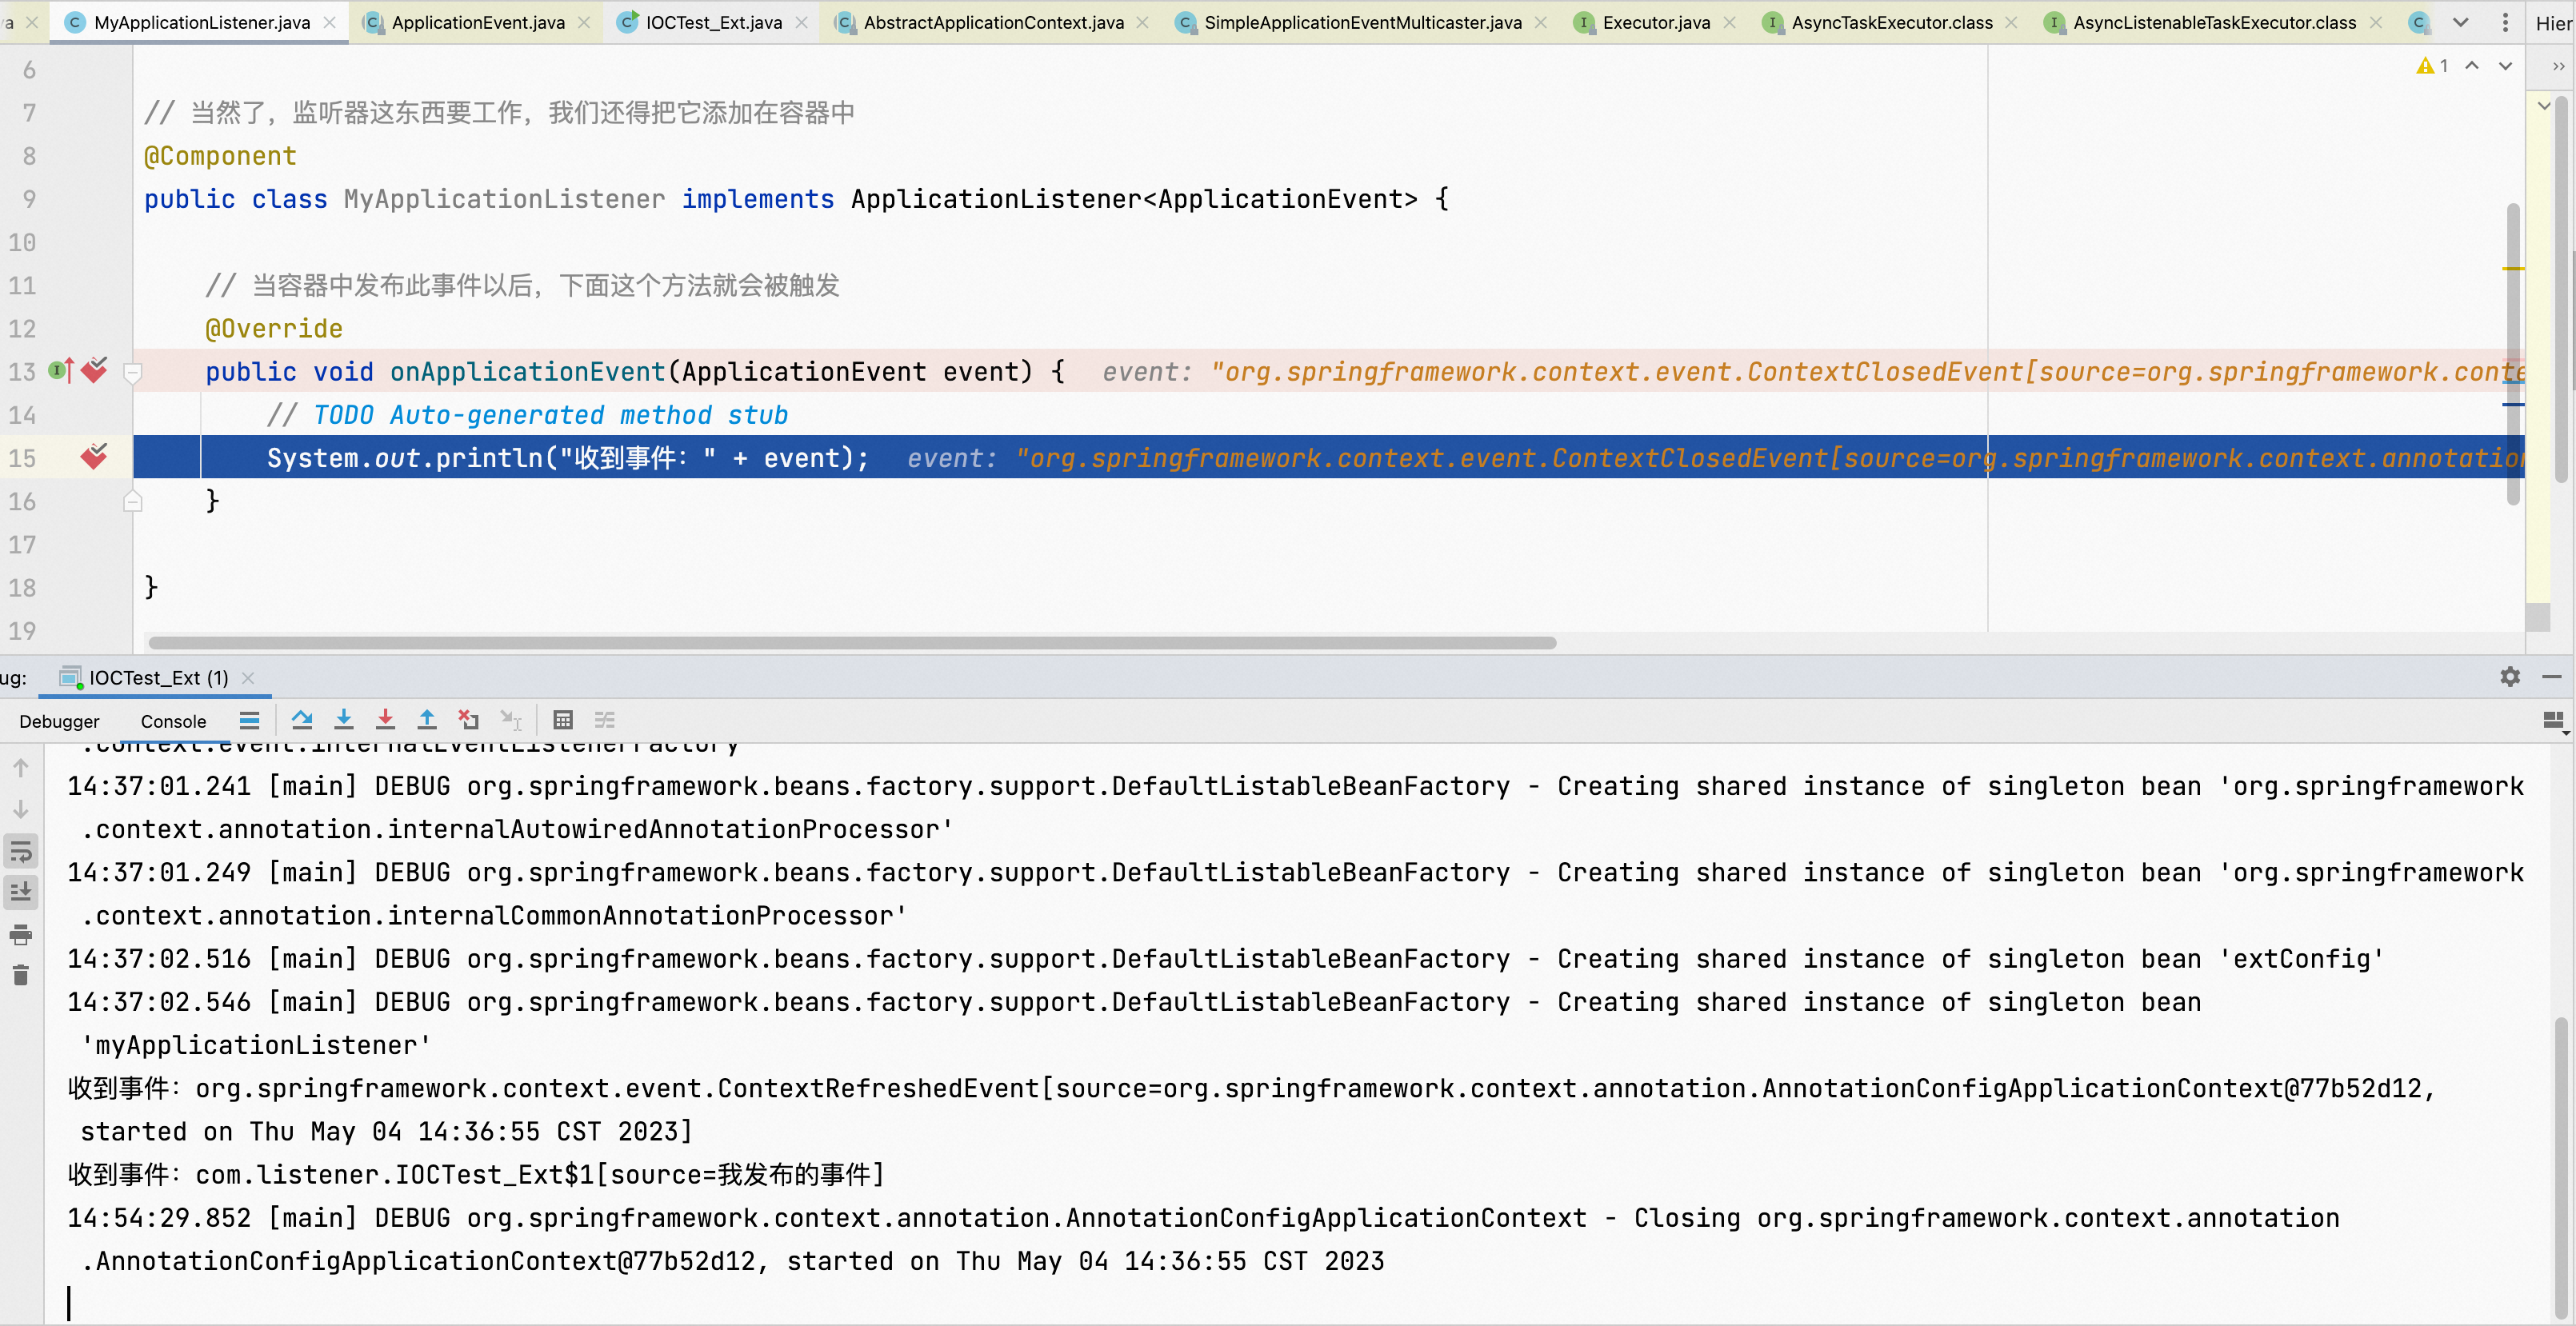 MyApplicationListener.java ApplicationEvent.java IOCTest_Ext.java AbstractApplicationContext.java SimpleApplicationEventMulticaster.java Executor.java AsyncTaskExecutor.class AsyncListenableTaskExecutor.class Hier
1
6
7 // 当然了，监听器这东西要工作，我们还得把它添加在容器中
8 @Component
9 public class MyApplicationListener implements ApplicationListener<ApplicationEvent> {
10
11 // 当容器中发布此事件以后，下面这个方法就会被触发
12 @Override
13 public void onApplicationEvent(ApplicationEvent event) { event: "org.springframework.context.event.ContextClosedEvent[source=org.springframework.conte
14 // TODO Auto-generated method stub
15 System.out.println("收到事件：" + event); event: "org.springframework.context.event.ContextClosedEvent[source=org.springframework.context.annotation
16 }
17
18 }
19
ug: IOCTest_Ext (1)
Debugger Console
.context.event.internalEventListenerFactory
14:37:01.241 [main] DEBUG org.springframework.beans.factory.support.DefaultListableBeanFactory - Creating shared instance of singleton bean 'org.springframework
.context.annotation.internalAutowiredAnnotationProcessor'
14:37:01.249 [main] DEBUG org.springframework.beans.factory.support.DefaultListableBeanFactory - Creating shared instance of singleton bean 'org.springframework
.context.annotation.internalCommonAnnotationProcessor'
14:37:02.516 [main] DEBUG org.springframework.beans.factory.support.DefaultListableBeanFactory - Creating shared instance of singleton bean 'extConfig'
14:37:02.546 [main] DEBUG org.springframework.beans.factory.support.DefaultListableBeanFactory - Creating shared instance of singleton bean
'myApplicationListener'
收到事件：org.springframework.context.event.ContextRefreshedEvent[source=org.springframework.context.annotation.AnnotationConfigApplicationContext@77b52d12,
started on Thu May 04 14:36:55 CST 2023]
收到事件：com.listener.IOCTest_Ext$1[source=我发布的事件]
14:54:29.852 [main] DEBUG org.springframework.context.annotation.AnnotationConfigApplicationContext - Closing org.springframework.context.annotation
.AnnotationConfigApplicationContext@77b52d12, started on Thu May 04 14:36:55 CST 2023